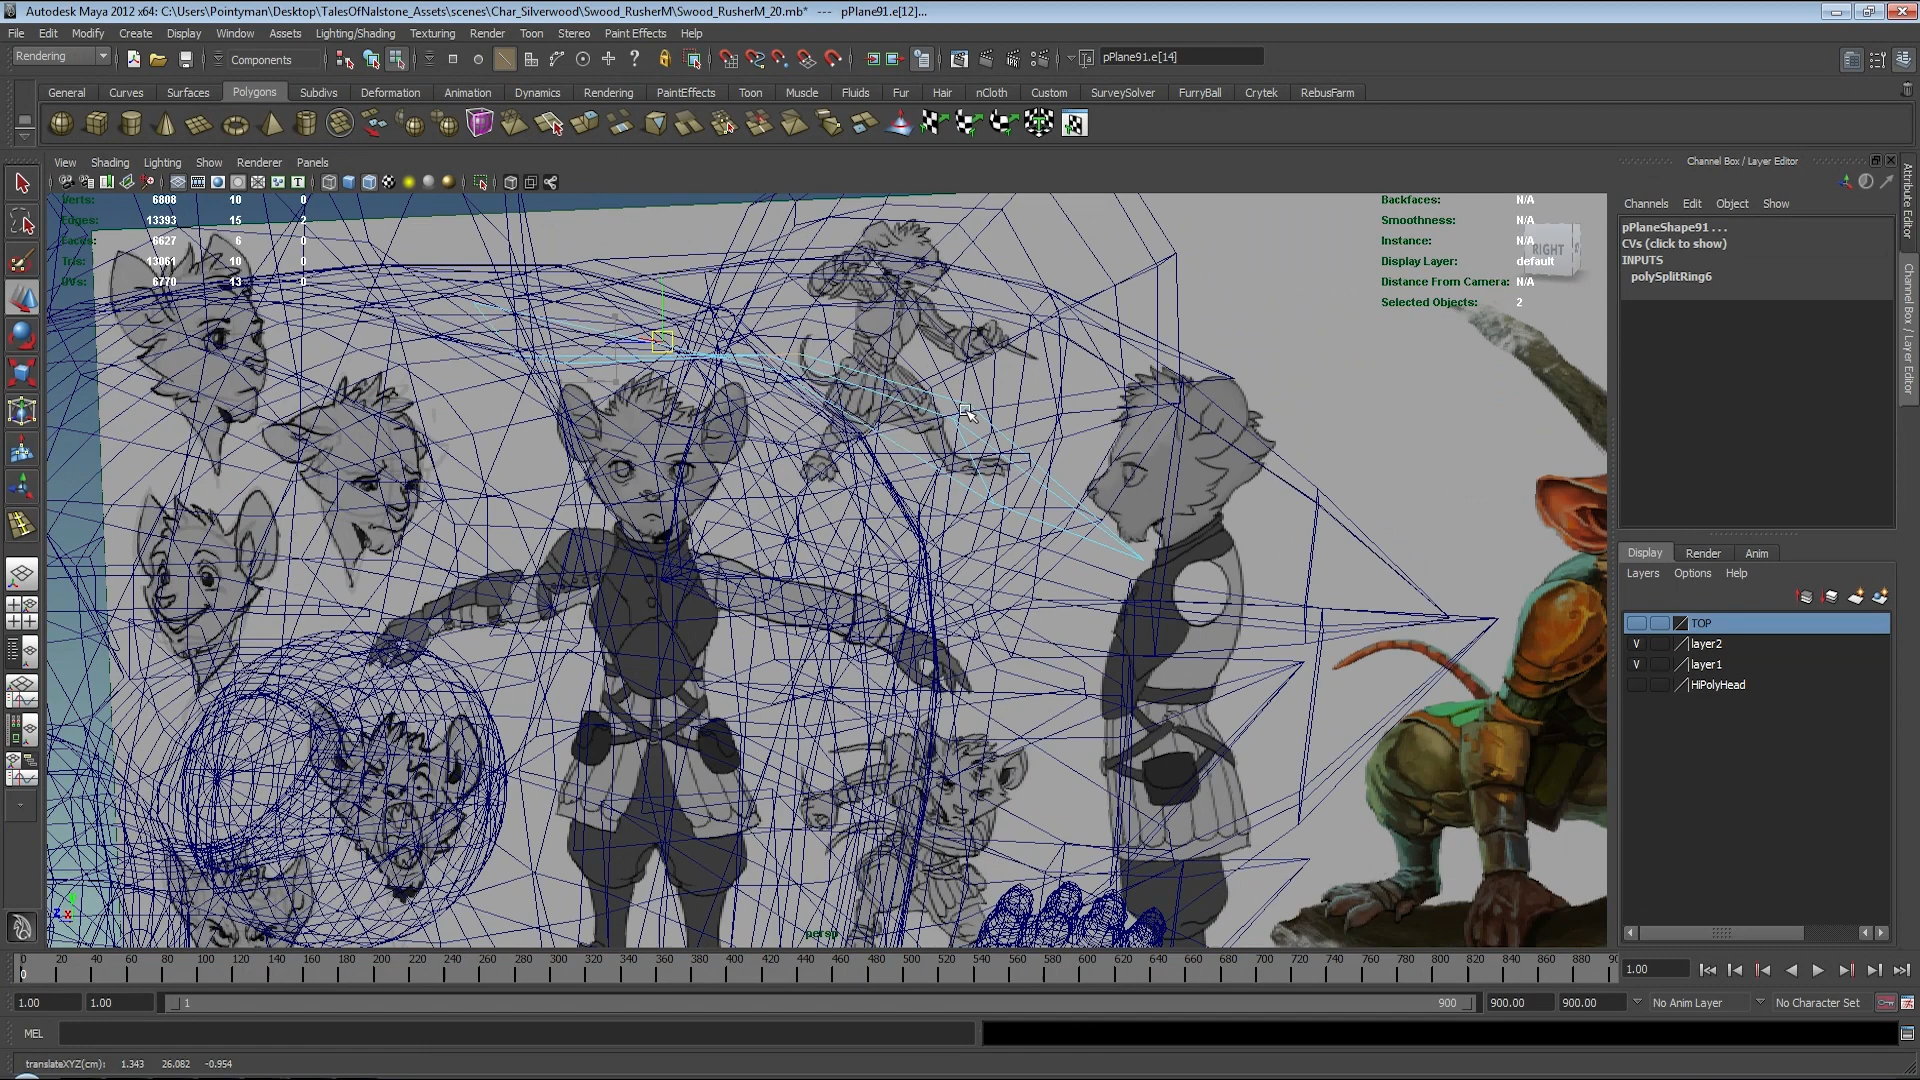 Autodesk Maya 2012 x64: C:\Users\Pointyman\Desktop\TalesOfNalstone_Assets\scenes\Char_Silverwood\Swood_RusherM\Swood_RusherM_20.mb* --- pPlane91.e[12]...
File Edit Modify Create Display Window Assets Lighting/Shading Texturing Render Toon Stereo Paint Effects Help
Rendering Components pPlane91.e[14]
General Curves Surfaces Polygons Subdivs Deformation Animation Dynamics Rendering PaintEffects Toon Muscle Fluids Fur Hair nCloth Custom SurveySolver FurryBall Crytek RebusFarm
View Shading Lighting Show Renderer Panels
Channel Box / Layer Editor
Verts: 6808 10 0
Edges: 13393 15 2
Faces: 6627 6 0
Tris: 13061 10 0
UVs: 6770 13 0
Backfaces: N/A
Smoothness: N/A
Instance: N/A
Display Layer: default
Distance From Camera: N/A
Selected Objects: 2
RIGHT
Channels Edit Object Show
pPlaneShape91 . . .
CVs (click to show)
INPUTS
polySplitRing6
Attribute Editor
Channel Box / Layer Editor
Display Render Anim
Layers Options Help
TOP
V layer2
V layer1
HiPolyHead
persp
z x
0 20 40 60 80 100 120 140 160 180 200 220 240 260 280 300 320 340 360 380 400 420 440 460 480 500 520 540 560 580 600 620 640 660 680 700 720 740 760 780 800 820 840 860 880 90
0
1.00
1.00 1.00 1 900 900.00 900.00 No Anim Layer No Character Set
MEL
translateXYZ(cm): 1.343 26.082 -0.954